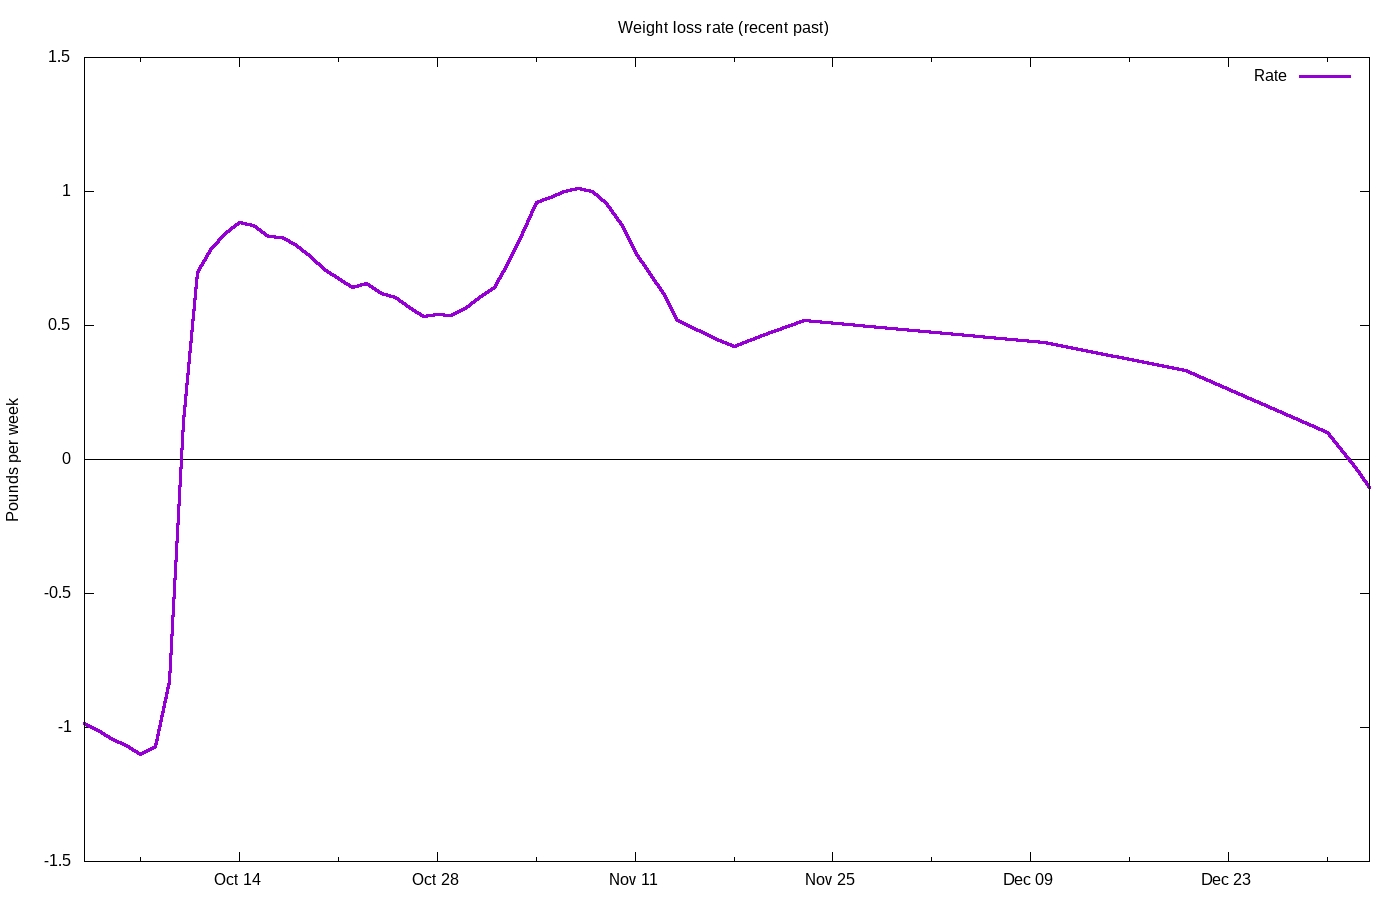 Weight loss rate (recent past)
Rate
1.5
1
0.5
0
-0.5
-1
-1.5
Pounds per week
Oct 14
Oct 28
Nov 11
Nov 25
Dec 09
Dec 23